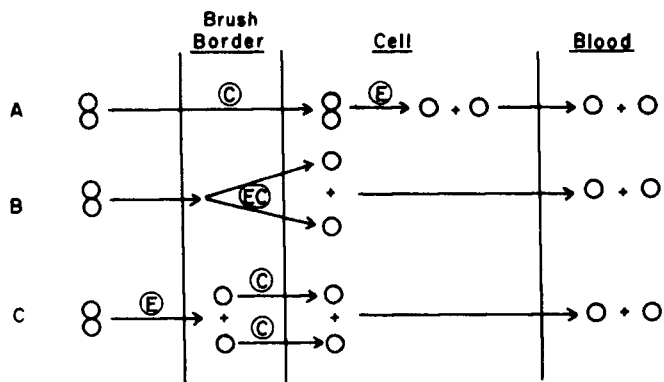 Brush
Border Cell Blood
A C E + +
B EC + +
C E C + C + +